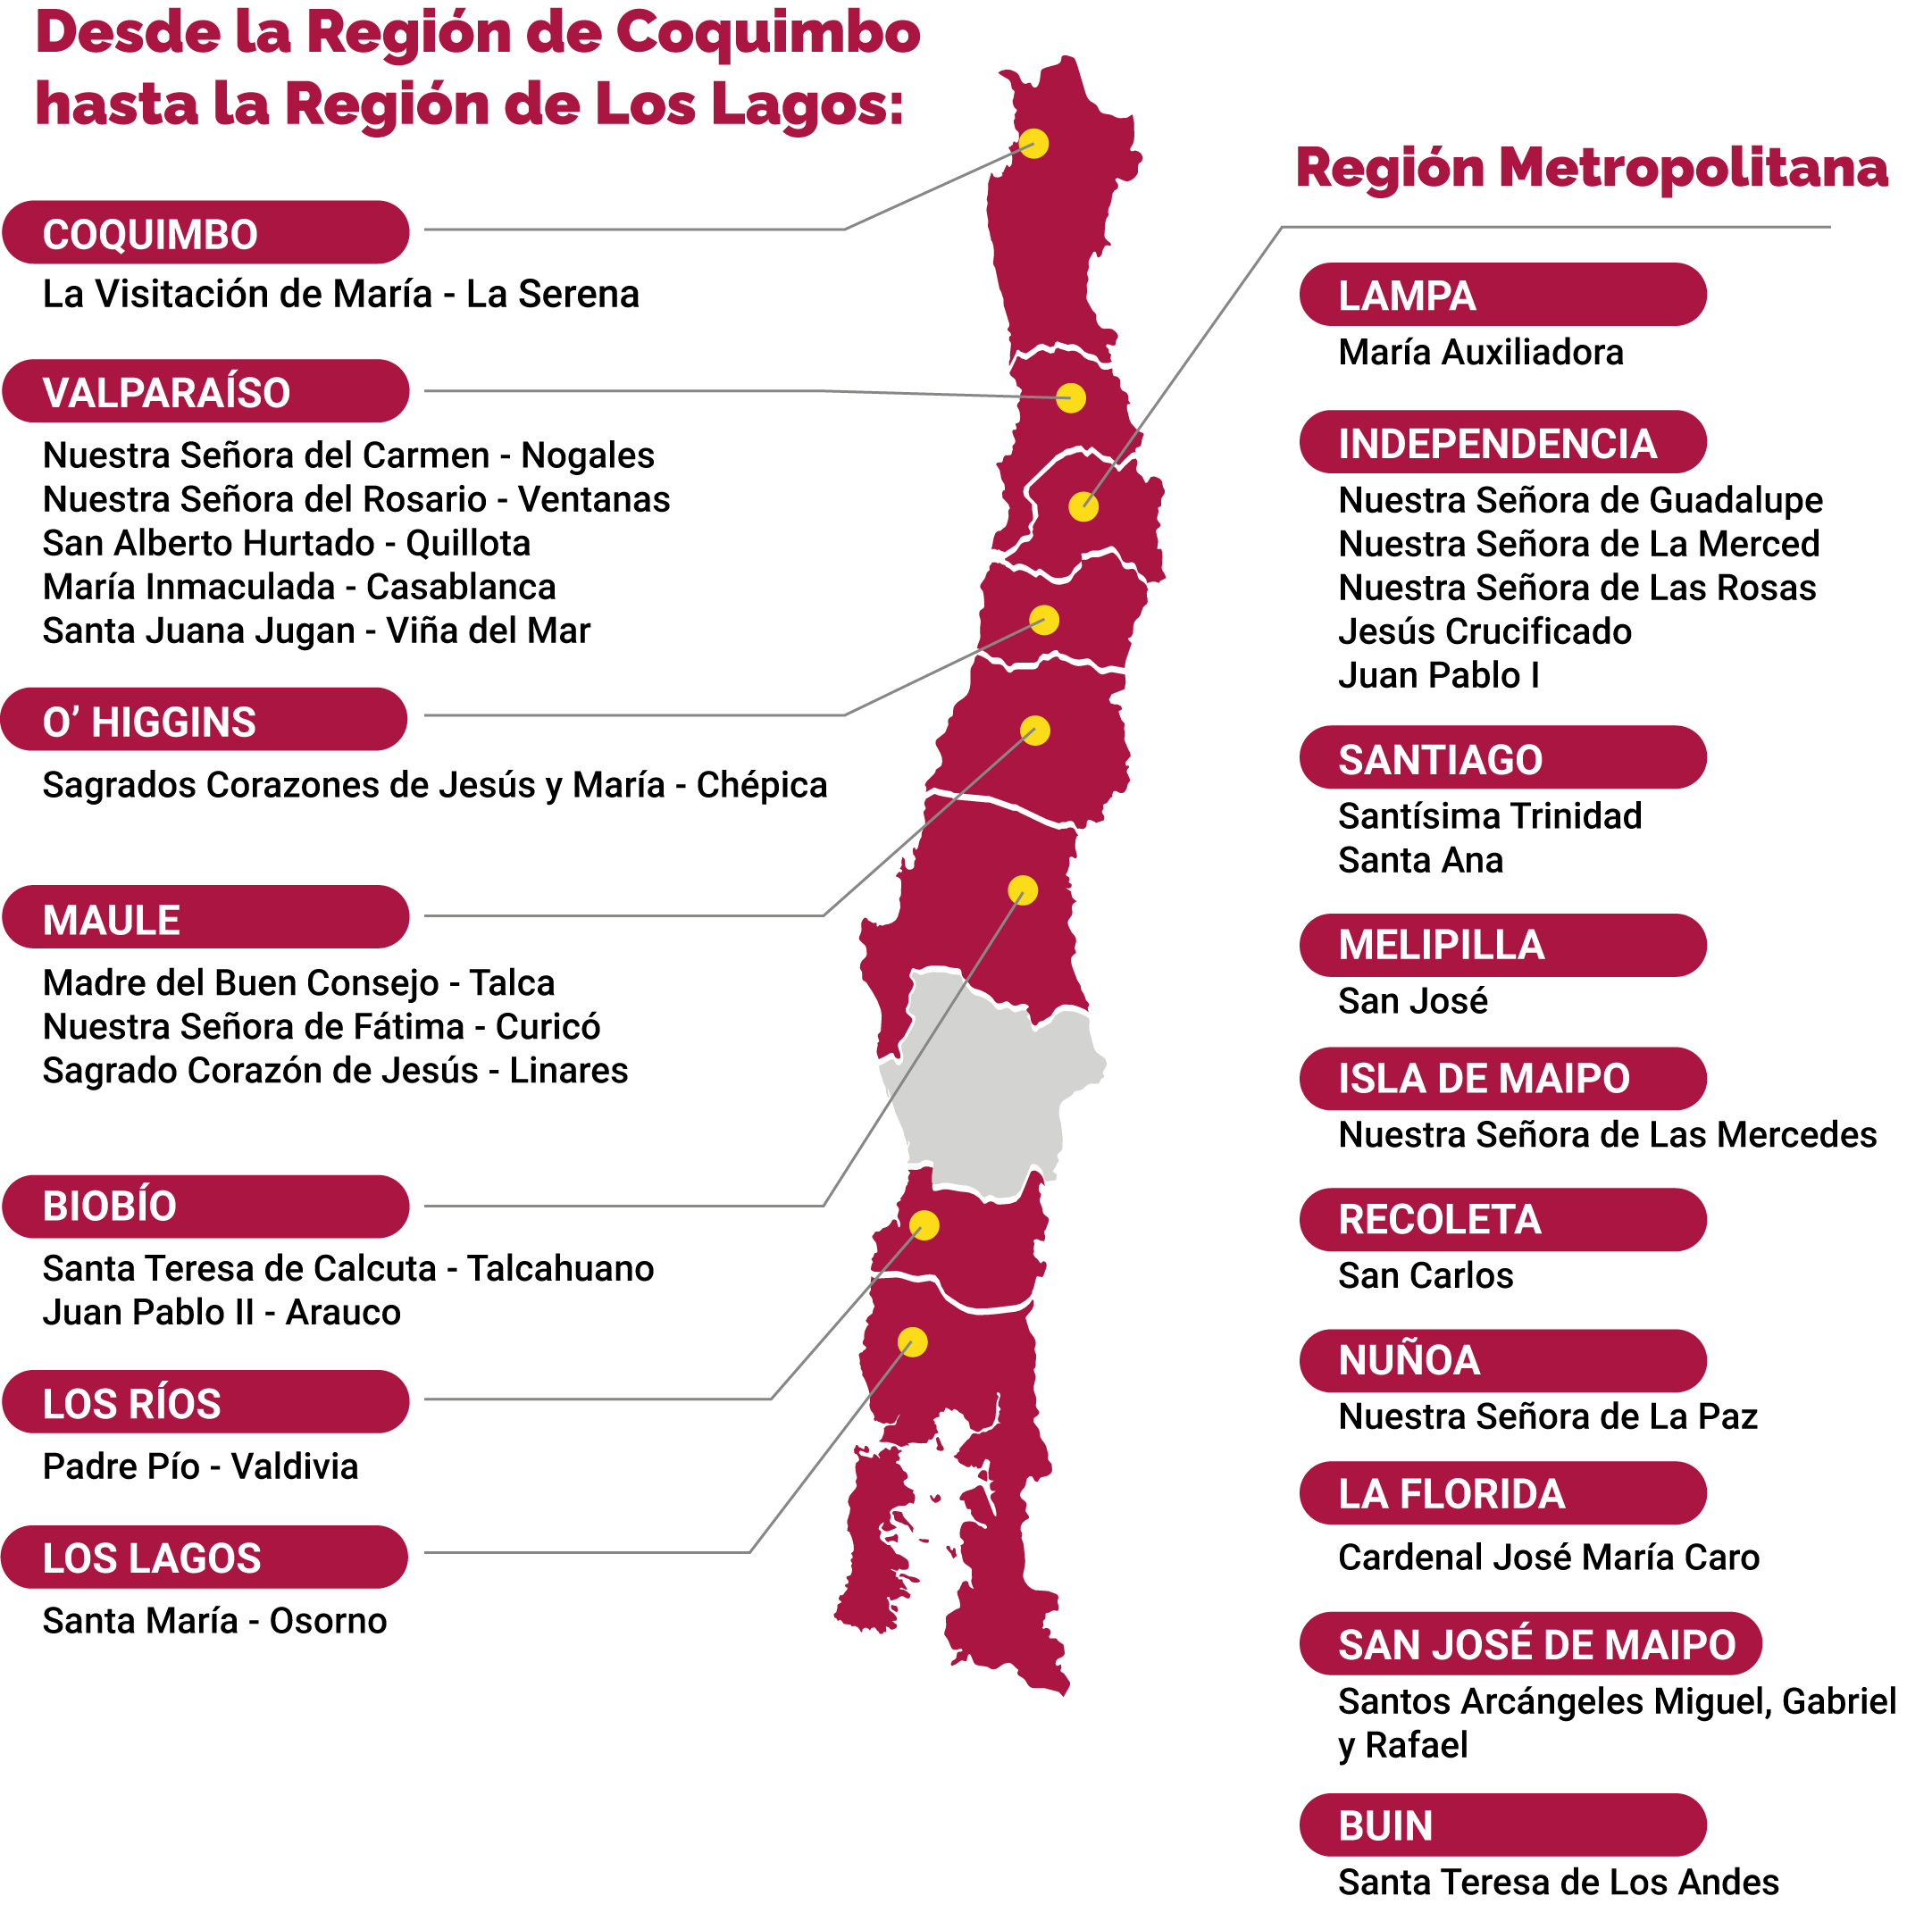 Desde la Región de Coquimbo
hasta la Región de Los Lagos:
COQUIMBO
La Visitación de María - La Serena
VALPARAÍSO
Nuestra Señora del Carmen - Nogales
Nuestra Señora del Rosario - Ventanas
San Alberto Hurtado - Quillota
María Inmaculada - Casablanca
Santa Juana Jugan - Viña del Mar
O’ HIGGINS
Sagrados Corazones de Jesús y María - Chépica
MAULE
Madre del Buen Consejo - Talca
Nuestra Señora de Fátima - Curicó
Sagrado Corazón de Jesús - Linares
BIOBÍO
Santa Teresa de Calcuta - Talcahuano
Juan Pablo II - Arauco
LOS RÍOS
Padre Pío - Valdivia
LOS LAGOS
Santa María - Osorno
Región Metropolitana
LAMPA
María Auxiliadora
INDEPENDENCIA
Nuestra Señora de Guadalupe
Nuestra Señora de La Merced
Nuestra Señora de Las Rosas
Jesús Crucificado
Juan Pablo I
SANTIAGO
Santísima Trinidad
Santa Ana
MELIPILLA
San José
ISLA DE MAIPO
Nuestra Señora de Las Mercedes
RECOLETA
San Carlos
NUÑOA
Nuestra Señora de La Paz
LA FLORIDA
Cardenal José María Caro
SAN JOSÉ DE MAIPO
Santos Arcángeles Miguel, Gabriel
y Rafael
BUIN
Santa Teresa de Los Andes